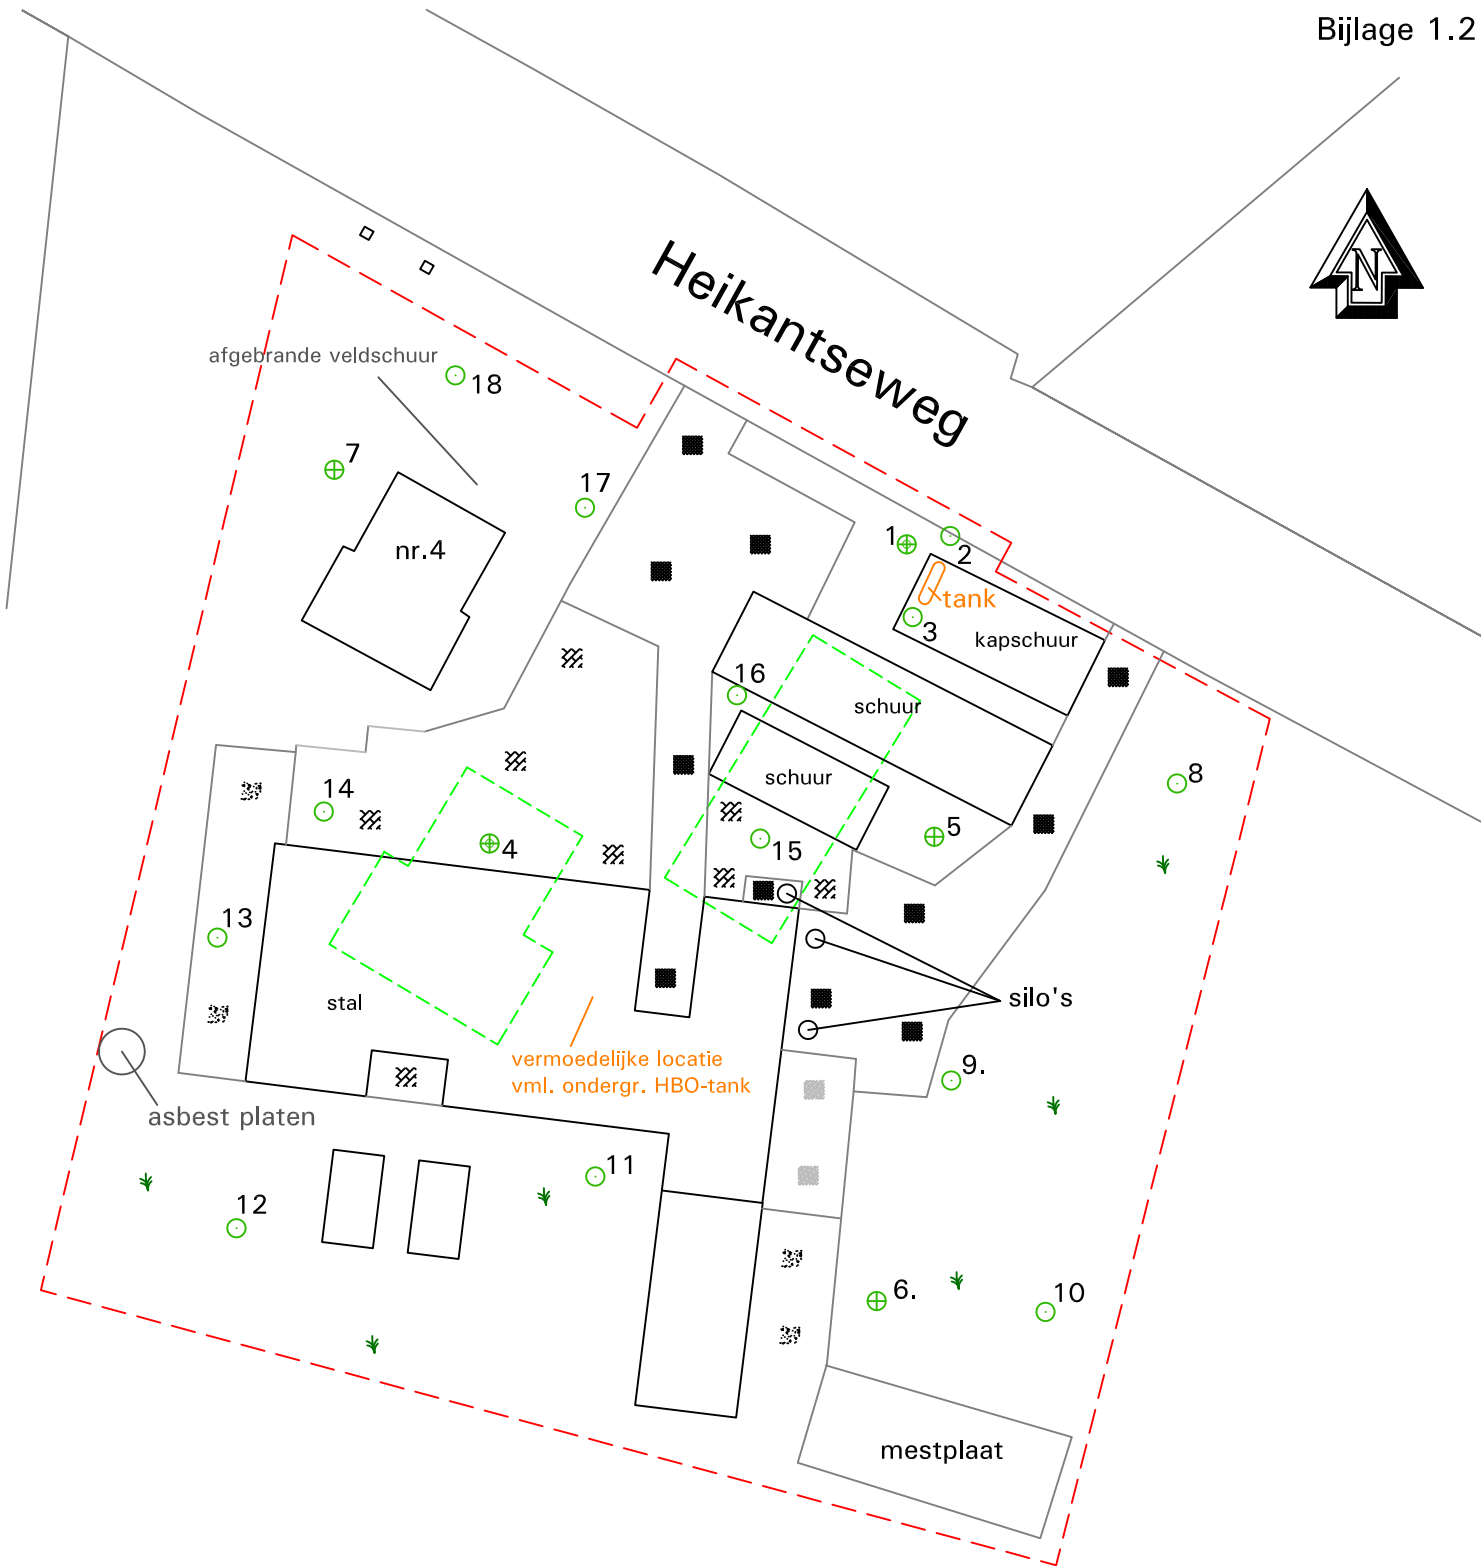 Bijlage 1.2
N
Heikantseweg
afgebrande veldschuur
18
7
17
nr.4
1
2
tank
3
kapschuur
16
schuur
schuur
8
14
5
4
15
13
silo's
stal
vermoedelijke locatie
vml. ondergr. HBO-tank
9.
asbest platen
11
12
6.
10
mestplaat